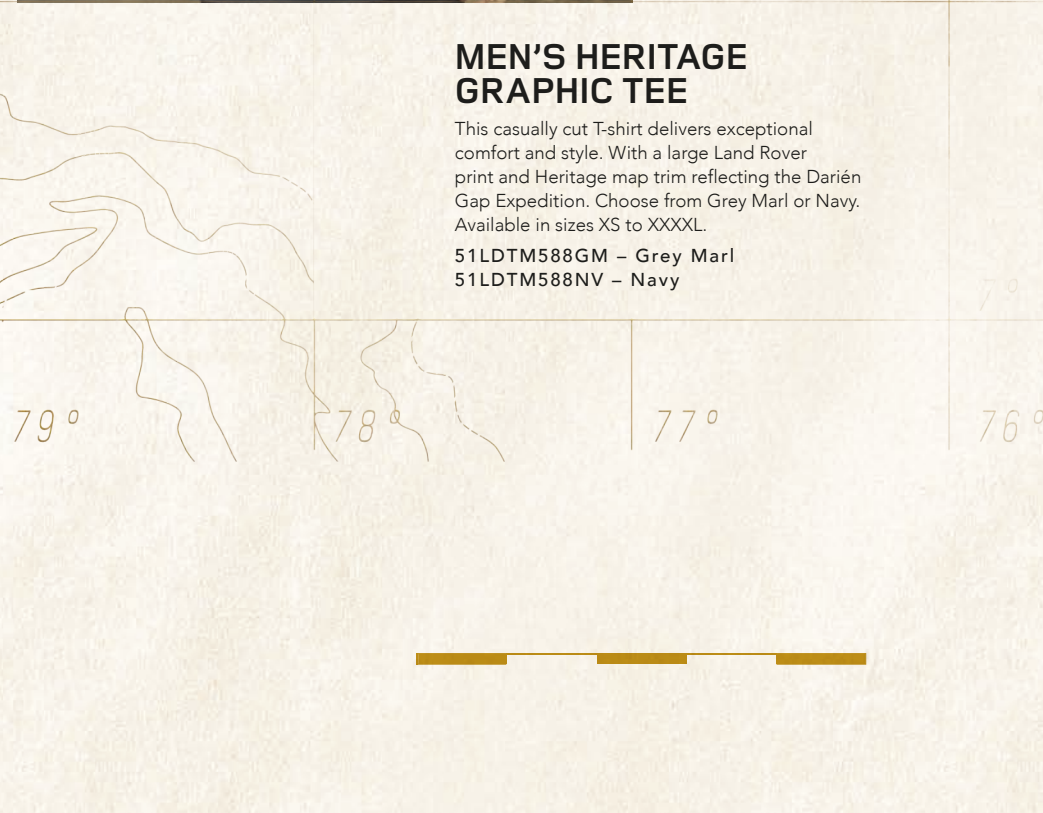 MEN’S HERITAGE
GRAPHIC TEE
This casually cut T-shirt delivers exceptional
comfort and style. With a large Land Rover
print and Heritage map trim reflecting the Darién
Gap Expedition. Choose from Grey Marl or Navy.
Available in sizes XS to XXXXL.
51LDTM588GM – Grey Marl
51LDTM588NV – Navy
7°
79° 78° 77° 76°